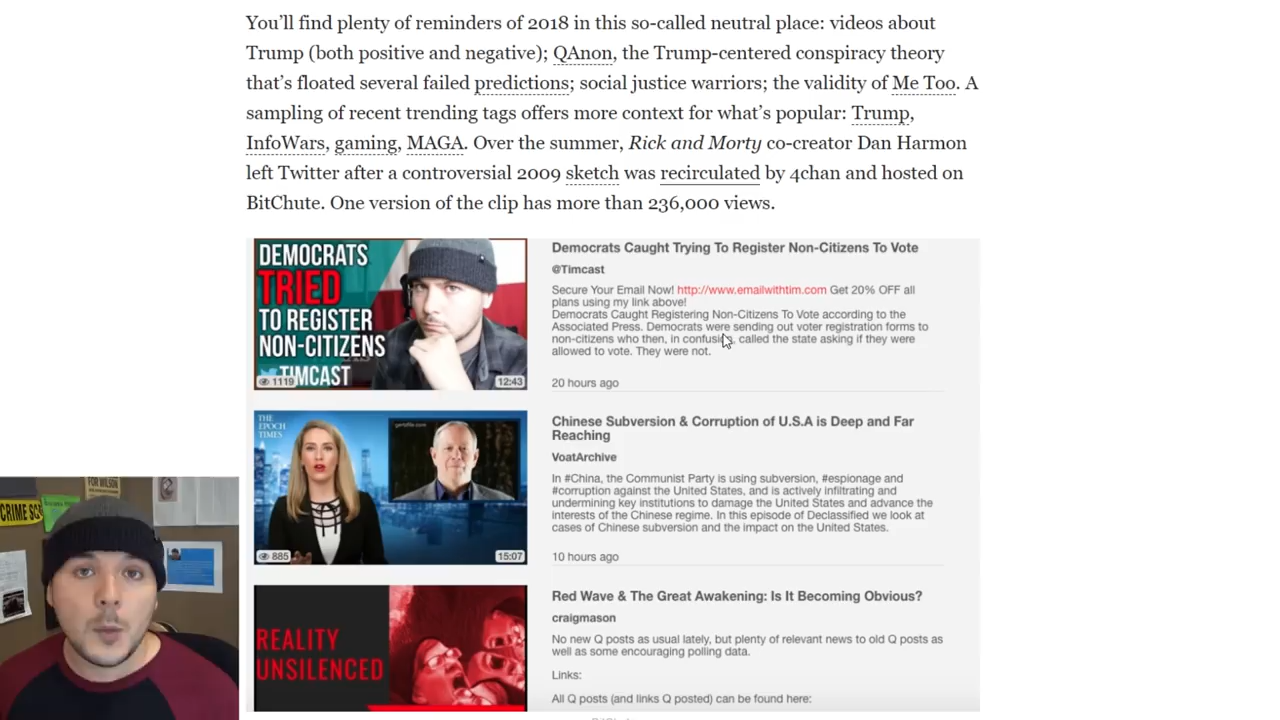 You’ll find plenty of reminders of 2018 in this so-called neutral place: videos about
Trump (both positive and negative); QAnon, the Trump-centered conspiracy theory
that’s floated several failed predictions; social justice warriors; the validity of Me Too. A
sampling of recent trending tags offers more context for what’s popular: Trump,
InfoWars, gaming, MAGA. Over the summer, Rick and Morty co-creator Dan Harmon
left Twitter after a controversial 2009 sketch was recirculated by 4chan and hosted on
BitChute. One version of the clip has more than 236,000 views.
DEMOCRATS
TRIED
TO REGISTER
NON-CITIZENS
TIMCAST
1119
12:43
Democrats Caught Trying To Register Non-Citizens To Vote
@Timcast
Secure Your Email Now! http://www.emailwithtim.com Get 20% OFF all
plans using my link above!
Democrats Caught Registering Non-Citizens To Vote according to the
Associated Press. Democrats were sending out voter registration forms to
non-citizens who then, in confusion, called the state asking if they were
allowed to vote. They were not.
20 hours ago
THE
EPOCH
TIMES
885
15:07
Chinese Subversion & Corruption of U.S.A is Deep and Far
Reaching
VoatArchive
In #China, the Communist Party is using subversion, #espionage and
#corruption against the United States, and is actively infiltrating and
undermining key institutions to damage the United States and advance the
interests of the Chinese regime. In this episode of Declassified we look at
cases of Chinese subversion and the impact on the United States.
10 hours ago
REALITY
UNSILENCED
Red Wave & The Great Awakening: Is It Becoming Obvious?
craigmason
No new Q posts as usual lately, but plenty of relevant news to old Q posts as
well as some encouraging polling data.
Links:
All Q posts (and links Q posted) can be found here:
FOR WILSON
CRIME SC